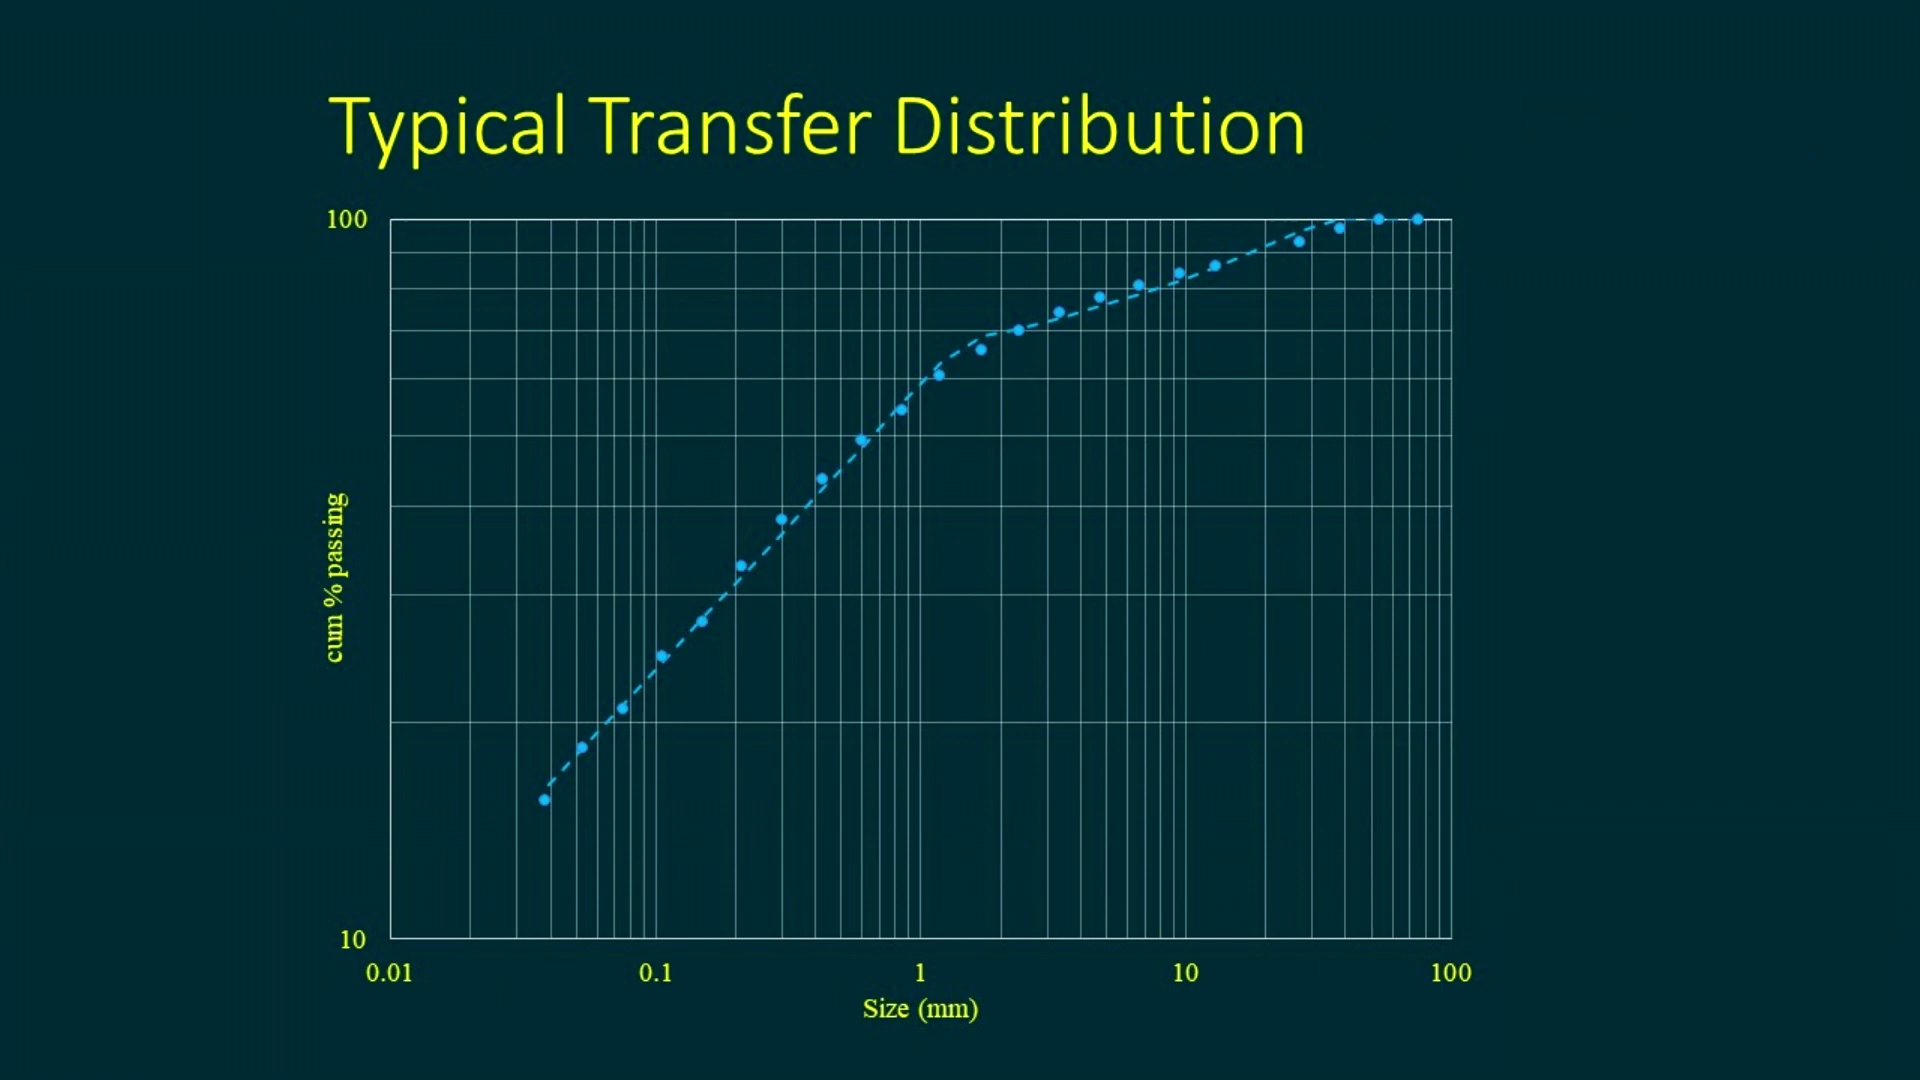 Typical Transfer Distribution
100
cum % passing
10
0.01 0.1 1 10 100
Size (mm)